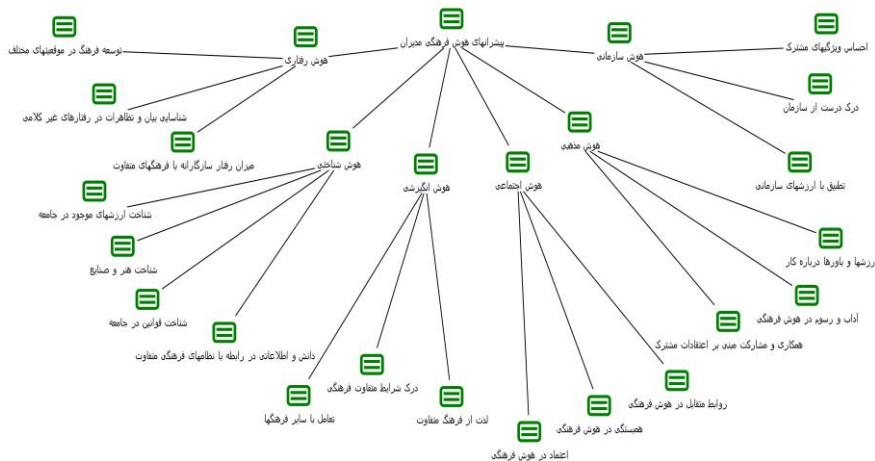 احساس ویژگیهای مشترک
پیشرانهای هوش فرهنگی مدیران
توسعه فرهنگ در موقعیتهای مختلف
هوش سازمانی
هوش رفتاری
درک درست از سازمان
شناسایی بیان و تظاهرات در رفتارهای غیر کلامی
هوش مذهبی
میزان رفتار سازگارانه با فرهنگهای متفاوت
هوش شناختی
تطبیق با ارزشهای سازمانی
هوش اجتماعی
هوش انگیزشی
شناخت ارزشهای موجود در جامعه
رزشها و باورها درباره کار
شناخت هنر و صنایع
آداب و رسوم در هوش فرهنگی
شناخت قوانین در جامعه
همکاری و مشارکت مبنی بر اعتقادات مشترک
دانش و اطلاعاتی در رابطه با نظامهای فرهنگی متفاوت
درک شرایط متفاوت فرهنگی
روابط متقابل در هوش فرهنگی
لذت از فرهنگ متفاوت
تعامل با سایر فرهنگها
همبستگی در هوش فرهنگی
اعتماد در هوش فرهنگی